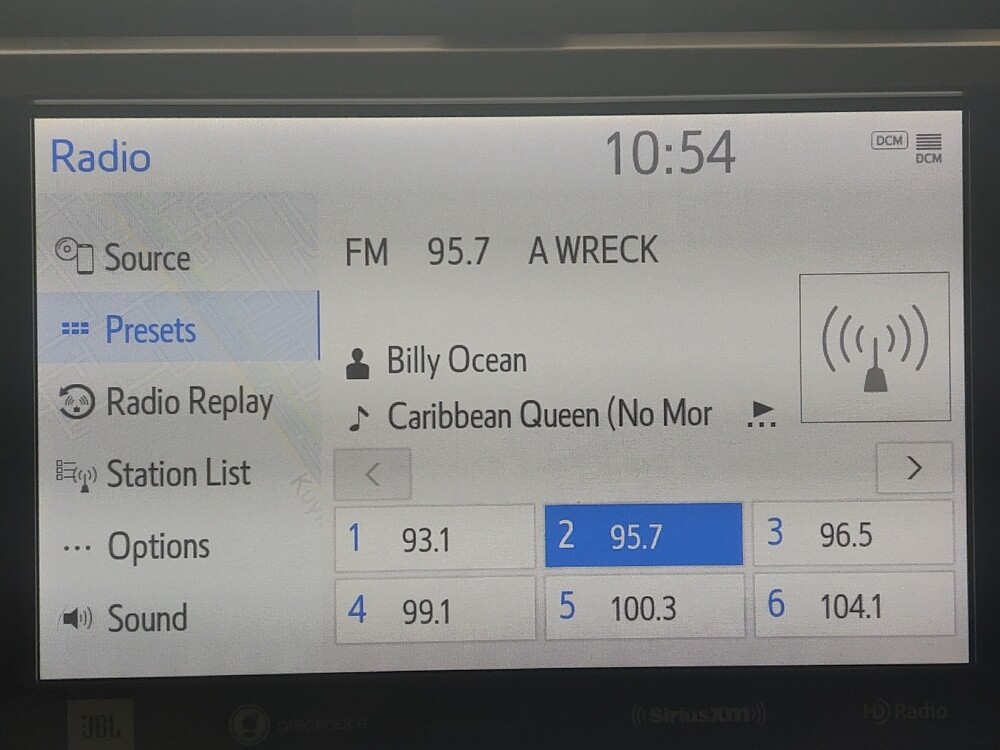 Radio
10:54
DCM
DCM
Source
Presets
Radio Replay
Station List
Options
Sound
FM 95.7 A WRECK
Billy Ocean
Caribbean Queen (No Mor
1 93.1
2 95.7
3 96.5
4 99.1
5 100.3
6 104.1
JBL
gracenote
SiriusXM
HD Radio